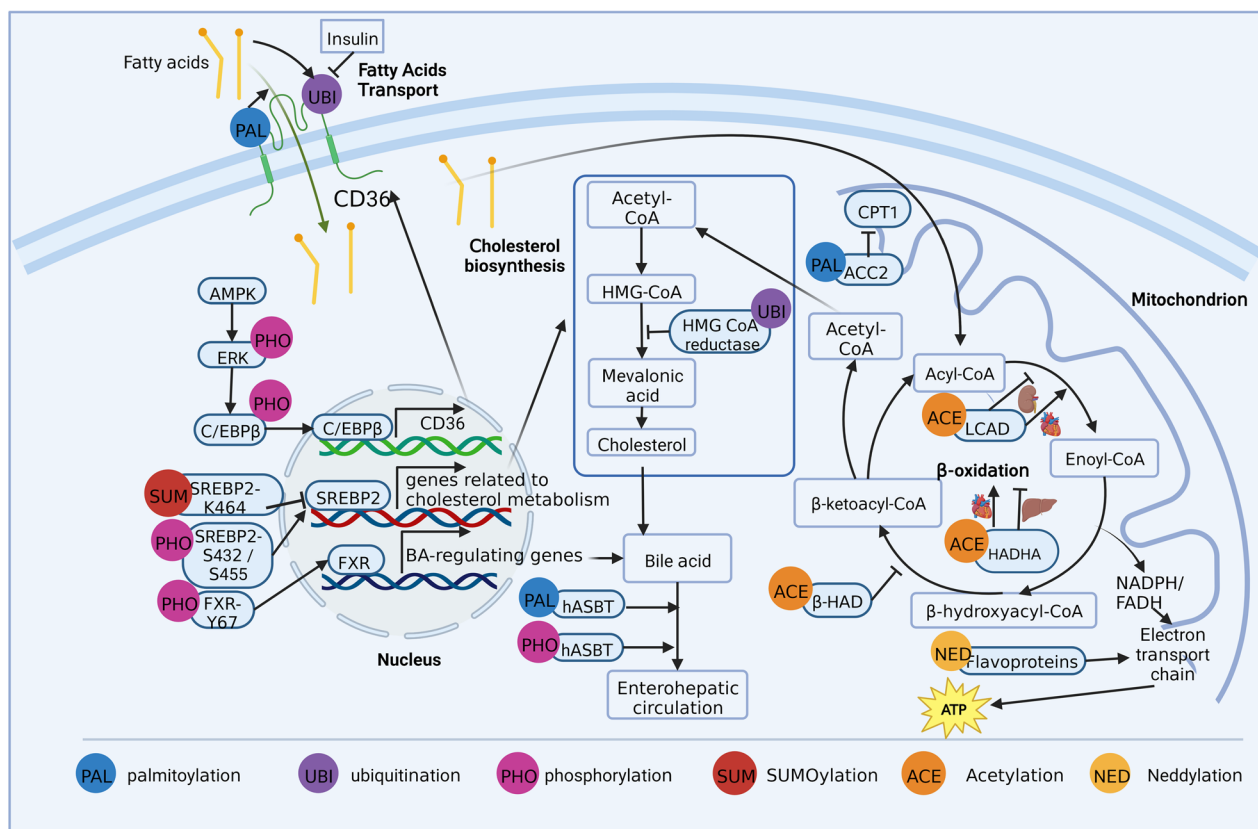 Insulin
Fatty acids
Fatty Acids
Transport
UBI
PAL
CD36
Cholesterol
biosynthesis
Acetyl-
CoA
HMG-CoA
HMG CoA
reductase
UBI
Mevalonic
acid
Cholesterol
CPT1
PAL
ACC2
Mitochondrion
Acetyl-
CoA
Acyl-CoA
ACE
LCAD
Enoyl-CoA
β-oxidation
β-ketoacyl-CoA
ACE
HADHA
ACE
β-HAD
β-hydroxyacyl-CoA
NADPH/
FADH
Electron
transport
chain
NED
Flavoproteins
ATP
AMPK
PHO
ERK
PHO
C/EBPβ
C/EBPβ
CD36
SUM
SREBP2-
K464
SREBP2
genes related to
cholesterol metabolism
PHO
SREBP2-
S432 /
S455
BA-regulating genes
FXR
PHO
FXR-
Y67
Nucleus
Bile acid
PAL
hASBT
PHO
hASBT
Enterohepatic
circulation
PAL palmitoylation
UBI ubiquitination
PHO phosphorylation
SUM SUMOylation
ACE Acetylation
NED Neddylation